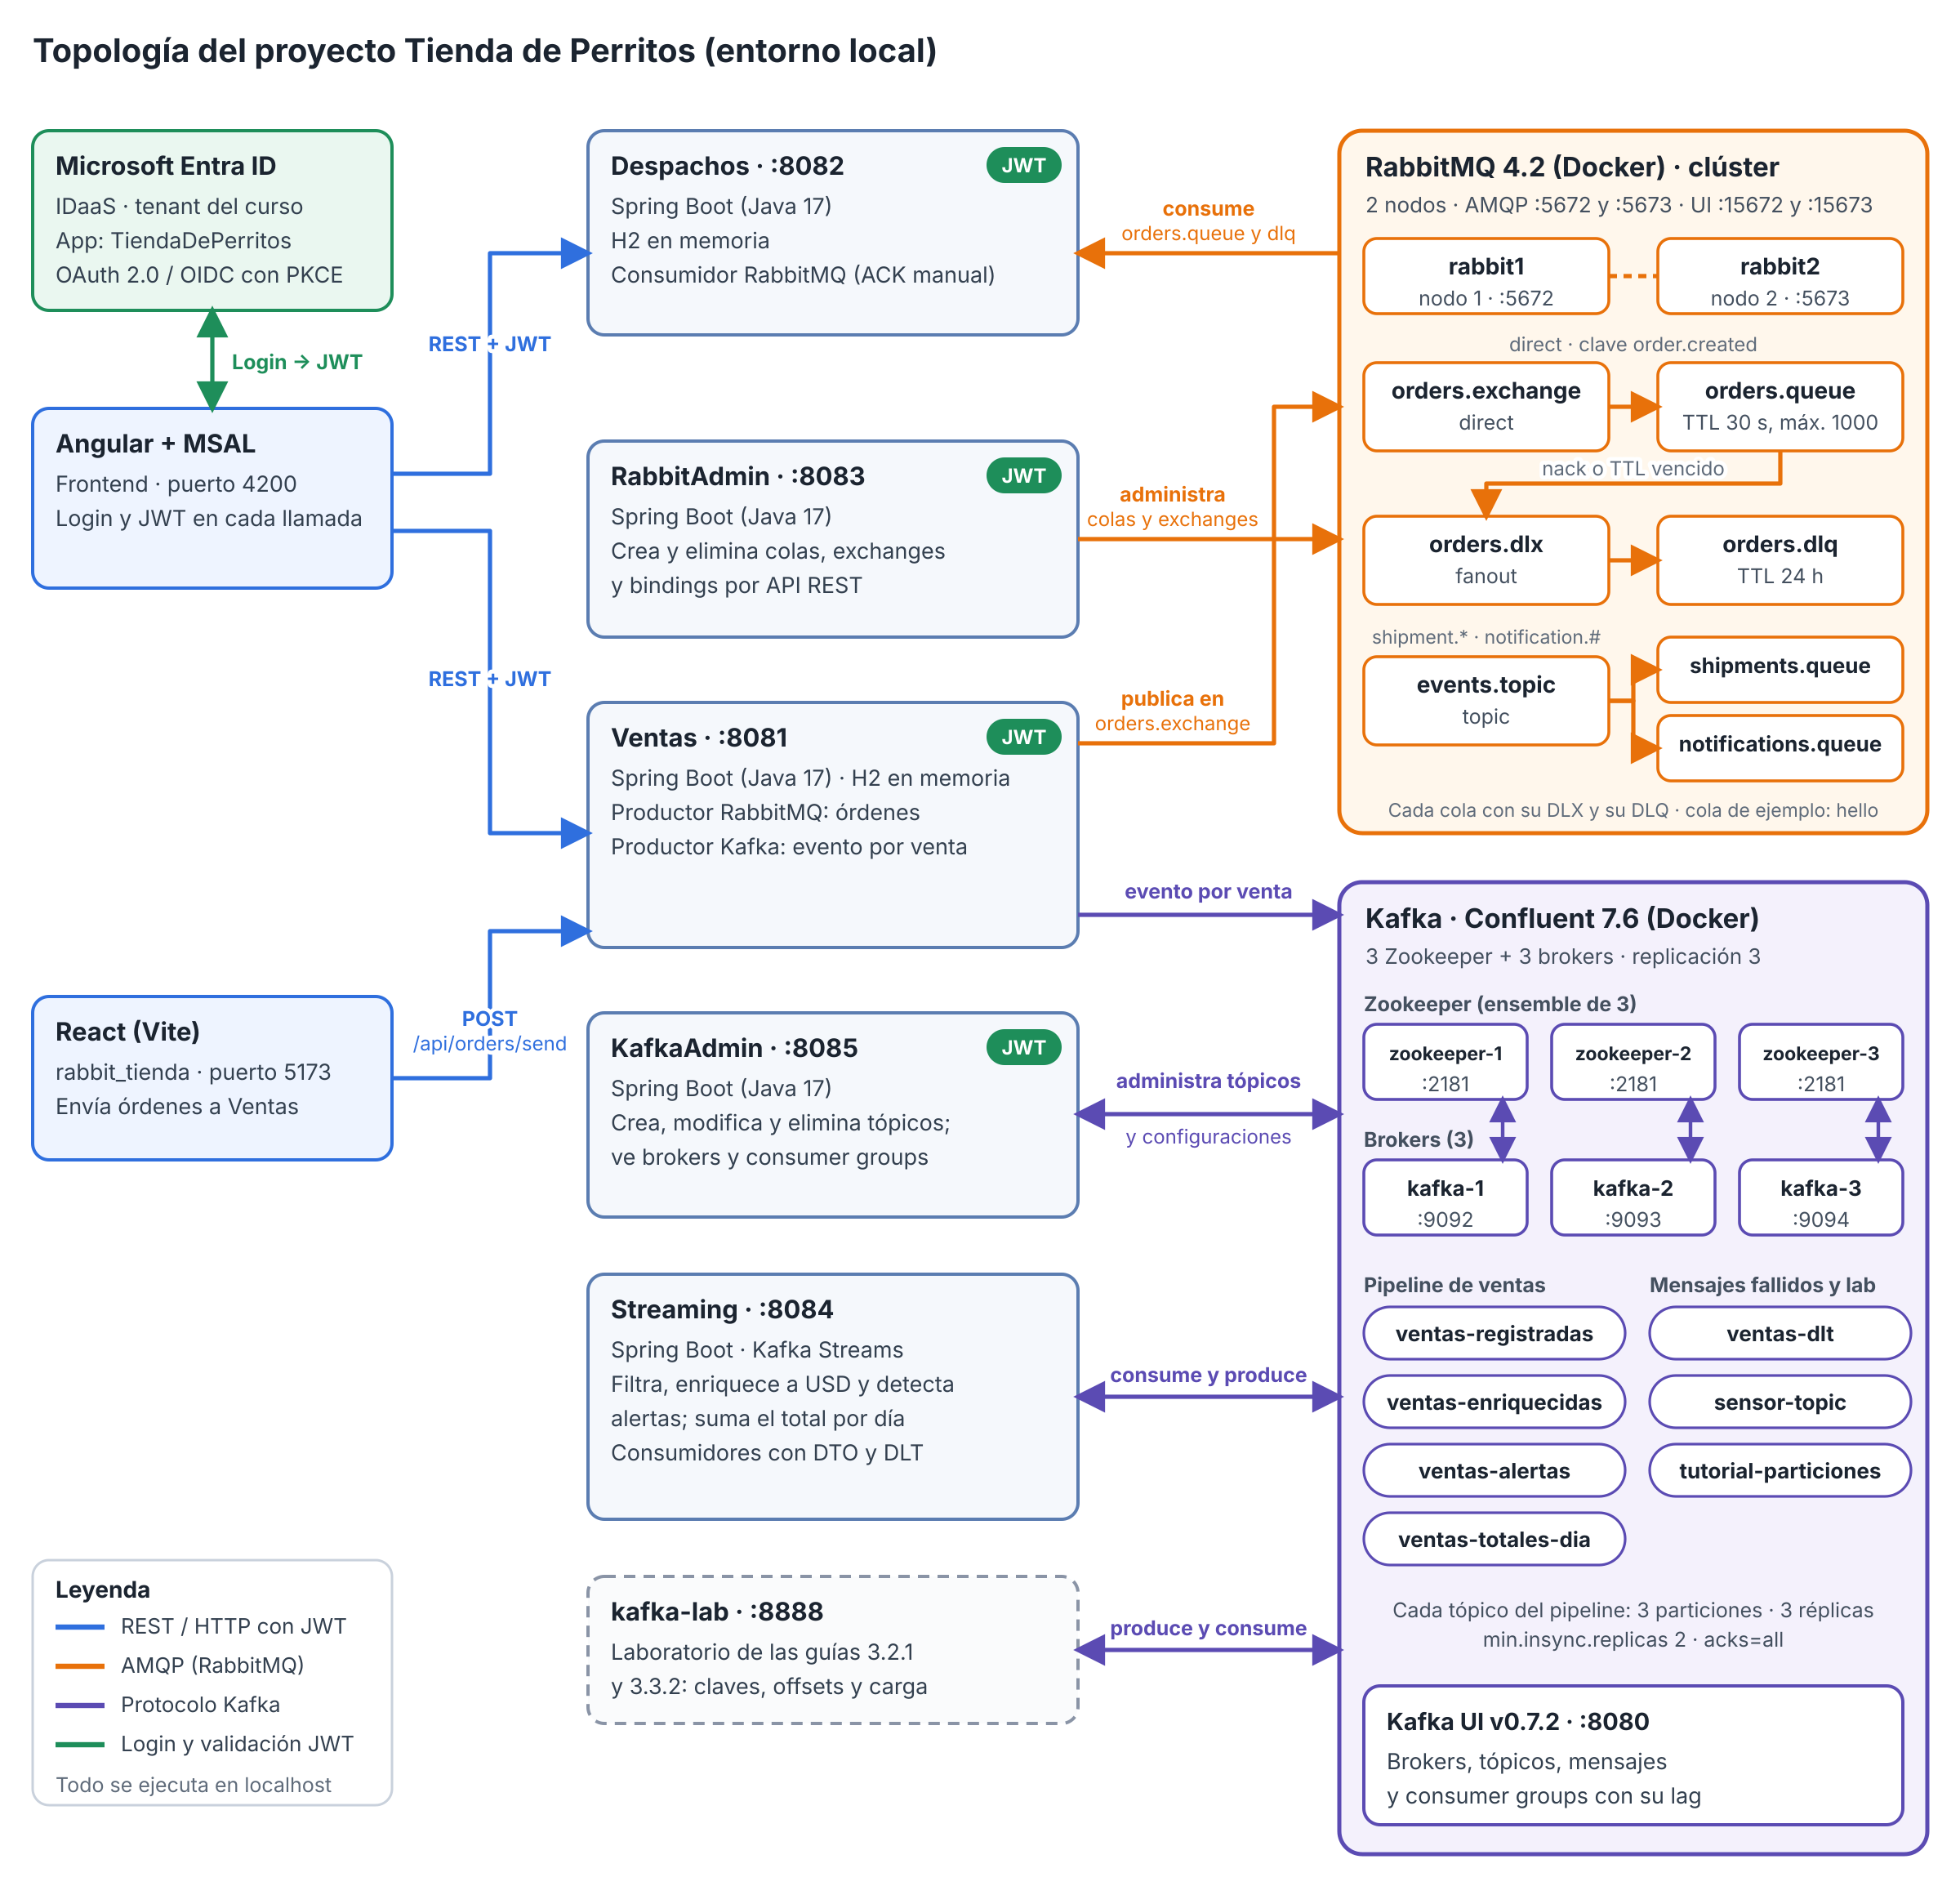 Topología del proyecto Tienda de Perritos (entorno local)
Microsoft Entra ID
IDaaS · tenant del curso
App: TiendaDePerritos
OAuth 2.0 / OIDC con PKCE
Login → JWT
Angular + MSAL
Frontend · puerto 4200
Login y JWT en cada llamada
REST + JWT
REST + JWT
React (Vite)
rabbit_tienda · puerto 5173
Envía órdenes a Ventas
POST
/api/orders/send
Leyenda
REST / HTTP con JWT
AMQP (RabbitMQ)
Protocolo Kafka
Login y validación JWT
Todo se ejecuta en localhost
Despachos · :8082
JWT
Spring Boot (Java 17)
H2 en memoria
Consumidor RabbitMQ (ACK manual)
RabbitAdmin · :8083
JWT
Spring Boot (Java 17)
Crea y elimina colas, exchanges
y bindings por API REST
Ventas · :8081
JWT
Spring Boot (Java 17) · H2 en memoria
Productor RabbitMQ: órdenes
Productor Kafka: evento por venta
KafkaAdmin · :8085
JWT
Spring Boot (Java 17)
Crea, modifica y elimina tópicos;
ve brokers y consumer groups
Streaming · :8084
Spring Boot · Kafka Streams
Filtra, enriquece a USD y detecta
alertas; suma el total por día
Consumidores con DTO y DLT
kafka-lab · :8888
Laboratorio de las guías 3.2.1
y 3.3.2: claves, offsets y carga
consume
orders.queue y dlq
administra
colas y exchanges
publica en
orders.exchange
evento por venta
administra tópicos
y configuraciones
consume y produce
produce y consume
RabbitMQ 4.2 (Docker) · clúster
2 nodos · AMQP :5672 y :5673 · UI :15672 y :15673
rabbit1
nodo 1 · :5672
rabbit2
nodo 2 · :5673
direct · clave order.created
orders.exchange
direct
orders.queue
TTL 30 s, máx. 1000
nack o TTL vencido
orders.dlx
fanout
orders.dlq
TTL 24 h
shipment.* · notification.#
events.topic
topic
shipments.queue
notifications.queue
Cada cola con su DLX y su DLQ · cola de ejemplo: hello
Kafka · Confluent 7.6 (Docker)
3 Zookeeper + 3 brokers · replicación 3
Zookeeper (ensemble de 3)
zookeeper-1
:2181
zookeeper-2
:2181
zookeeper-3
:2181
Brokers (3)
kafka-1
:9092
kafka-2
:9093
kafka-3
:9094
Pipeline de ventas
ventas-registradas
ventas-enriquecidas
ventas-alertas
ventas-totales-dia
Mensajes fallidos y lab
ventas-dlt
sensor-topic
tutorial-particiones
Cada tópico del pipeline: 3 particiones · 3 réplicas
min.insync.replicas 2 · acks=all
Kafka UI v0.7.2 · :8080
Brokers, tópicos, mensajes
y consumer groups con su lag